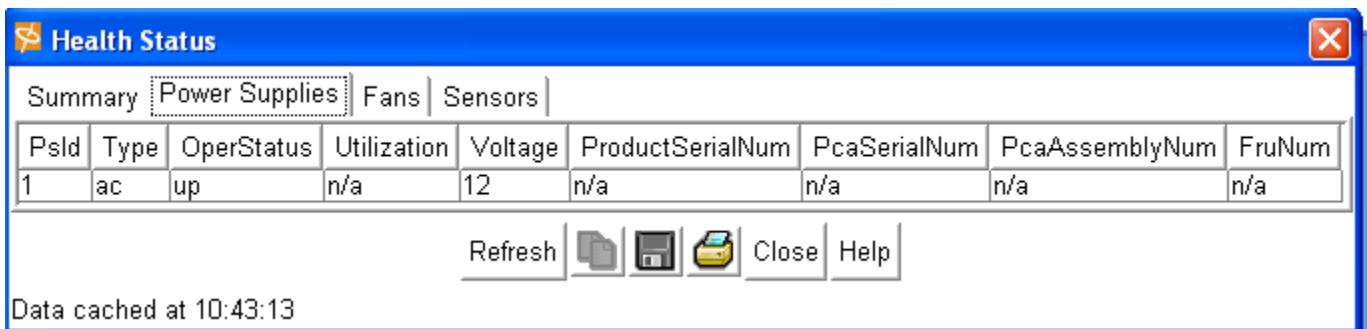 Health Status
Summary Power Supplies Fans Sensors
PsId Type OperStatus Utilization Voltage ProductSerialNum PcaSerialNum PcaAssemblyNum FruNum
1 ac up n/a 12 n/a n/a n/a n/a
Refresh Close Help
Data cached at 10:43:13